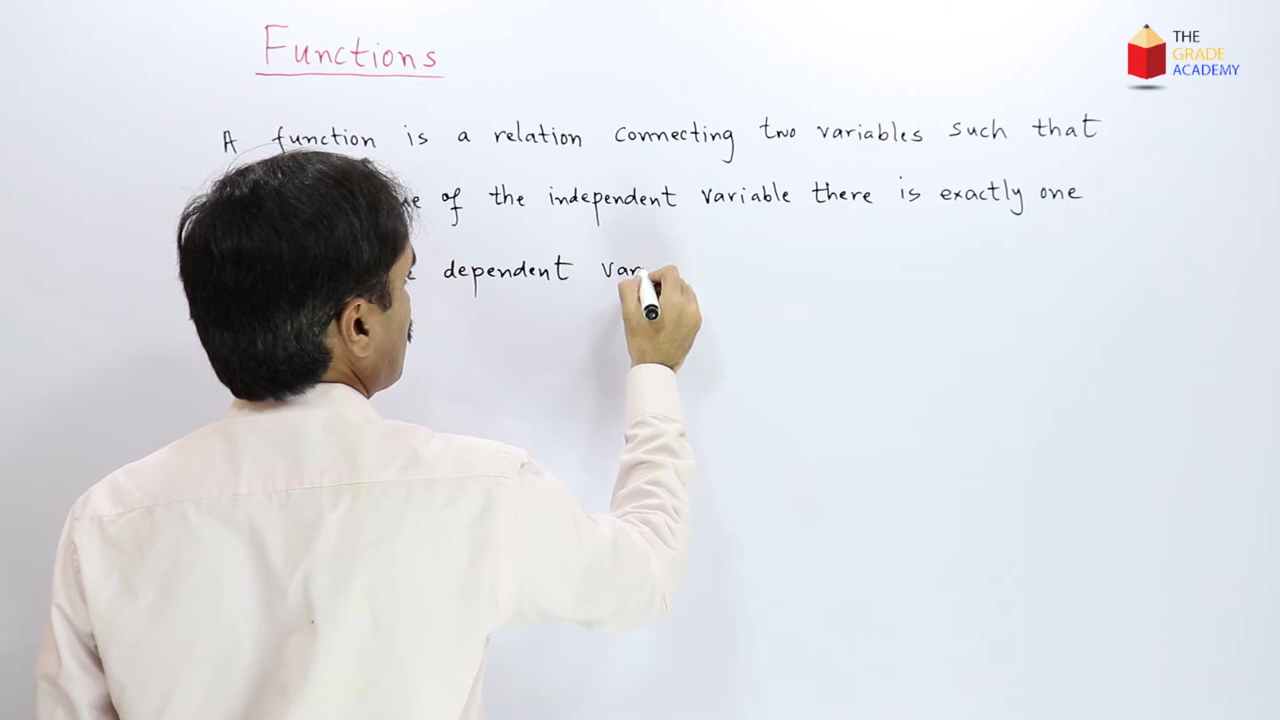 Functions
THE
GRADE
ACADEMY
A function is a relation connecting two variables such that
of the independent variable there is exactly one
dependent var